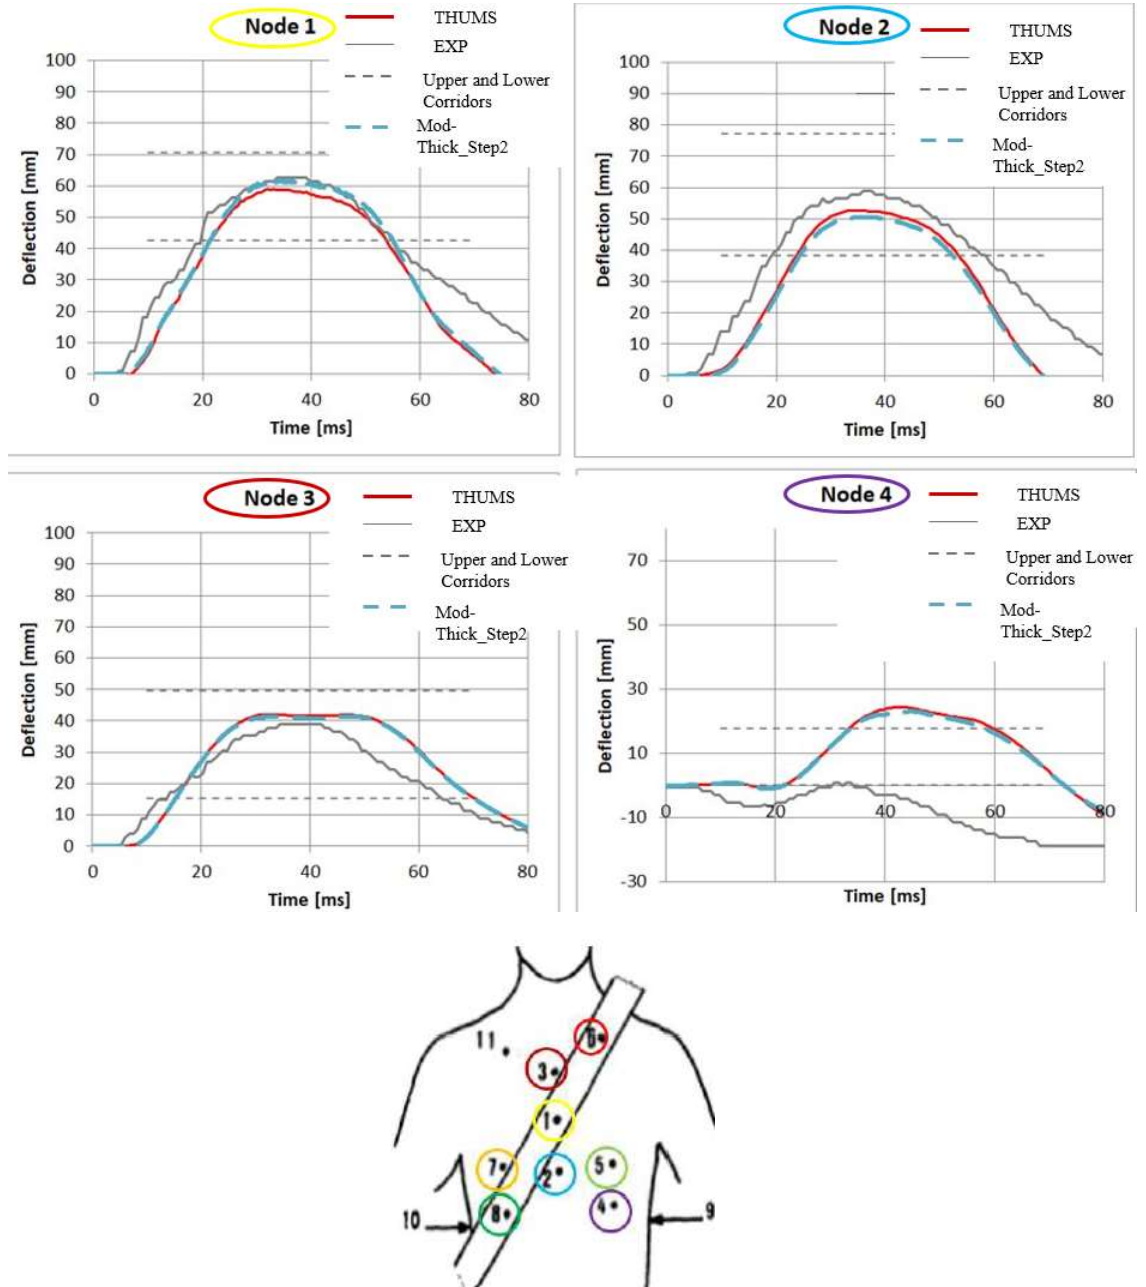 Node 1
THUMS
EXP
Upper and Lower
Corridors
Mod-
Thick_Step2
Deflection [mm]
100
90
80
70
60
50
40
30
20
10
0
0 20 40 60 80
Time [ms]
Node 2
THUMS
EXP
Upper and Lower
Corridors
Mod-
Thick_Step2
Deflection [mm]
100
90
80
70
60
50
40
30
20
10
0
0 20 40 60 80
Time [ms]
Node 3
THUMS
EXP
Upper and Lower
Corridors
Mod-
Thick_Step2
Deflection [mm]
100
90
80
70
60
50
40
30
20
10
0
0 20 40 60 80
Time [ms]
Node 4
THUMS
EXP
Upper and Lower
Corridors
Mod-
Thick_Step2
Deflection [mm]
70
50
30
10
-10
-30
0 20 40 60 80
Time [ms]
6
11
3
1
7 2 5
8 4
10 9